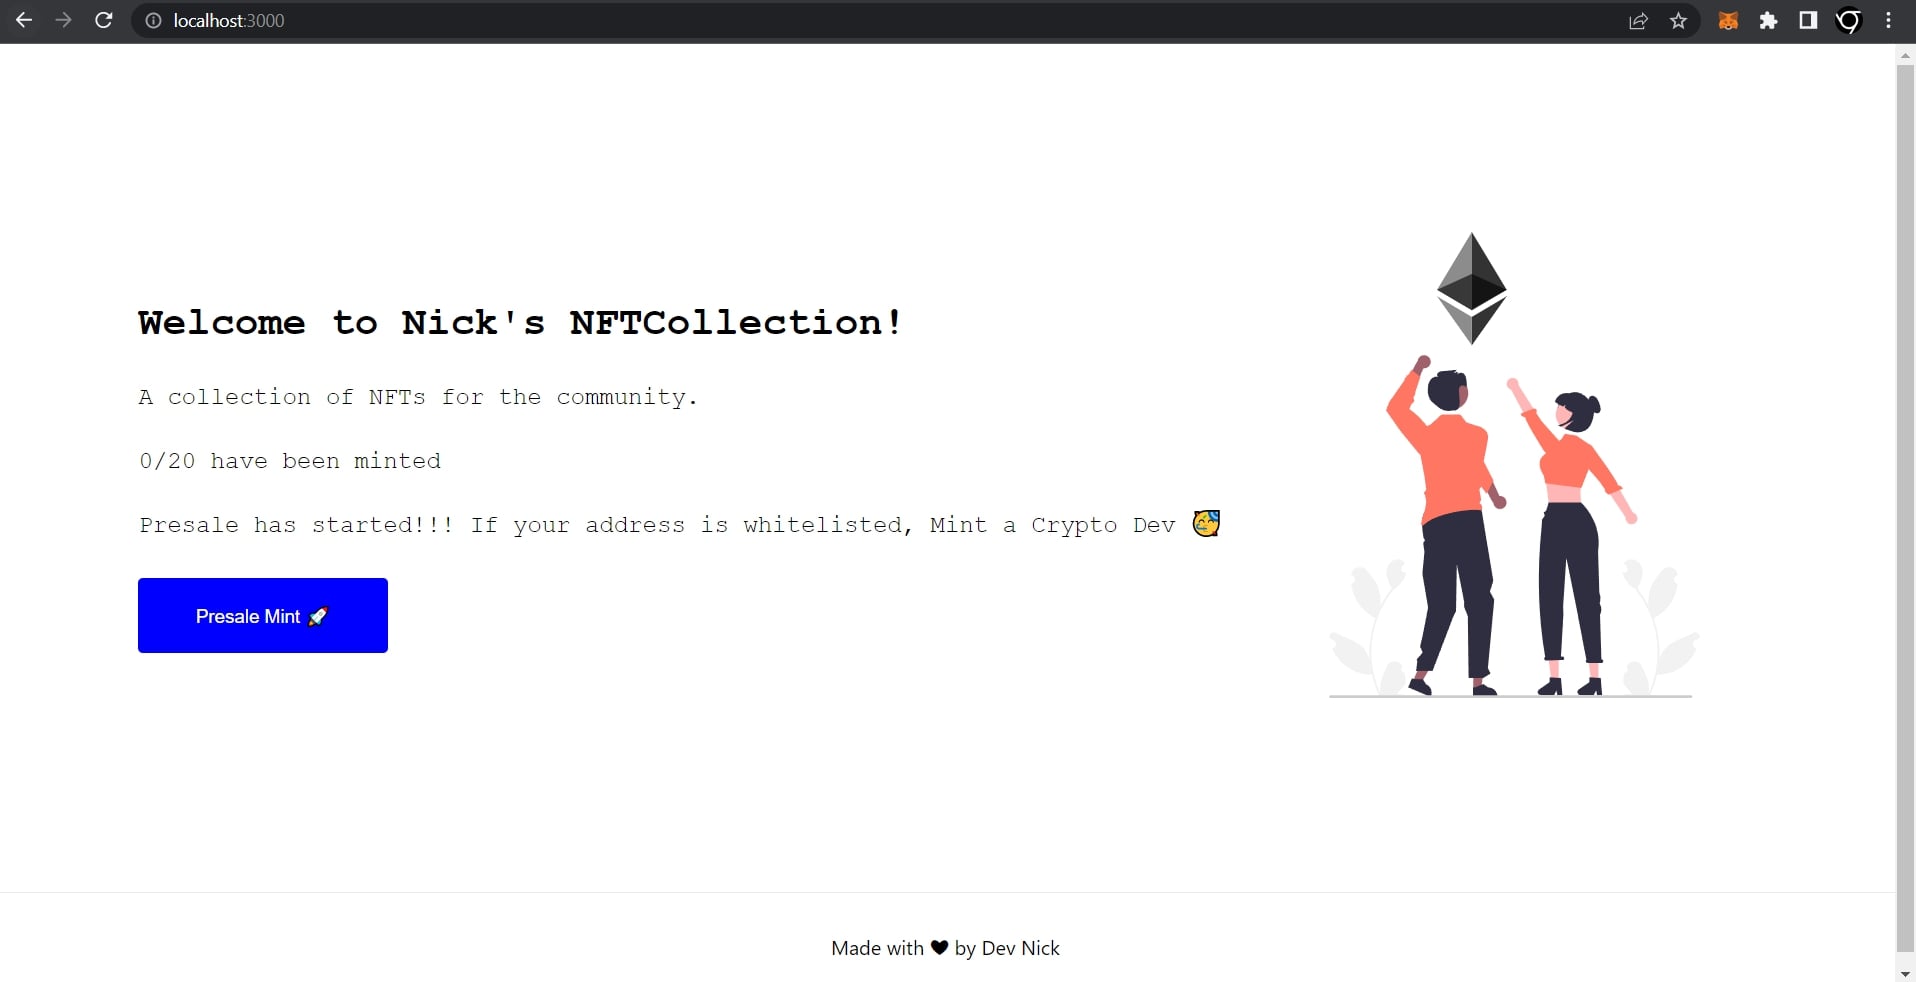 localhost:3000
Welcome to Nick's NFTCollection!
A collection of NFTs for the community.
0/20 have been minted
Presale has started!!! If your address is whitelisted, Mint a Crypto Dev 🥳
Presale Mint 🚀
Made with ❤ by Dev Nick